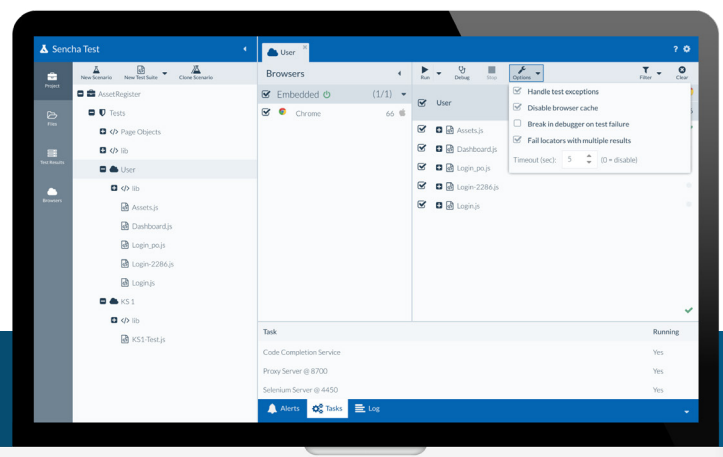 Sencha Test
User
Project
New Scenario New Test Suite Clone Scenario
Browsers
Run Debug Stop Options Filter Clear
AssetRegister
Tests
Page Objects
lib
User
lib
Assets.js
Dashboard.js
Login_po.js
Login-2286.js
Login.js
KS 1
lib
KS1-Test.js
Files
Test Results
Browsers
Embedded (1/1)
Chrome 66
User
Assets.js
Dashboard.js
Login_po.js
Login-2286.js
Login.js
Handle test exceptions
Disable browser cache
Break in debugger on test failure
Fail locators with multiple results
Timeout (sec): 5 (0 = disable)
Task Running
Code Completion Service Yes
Proxy Server @ 8700 Yes
Selenium Server @ 4450 Yes
Alerts Tasks Log